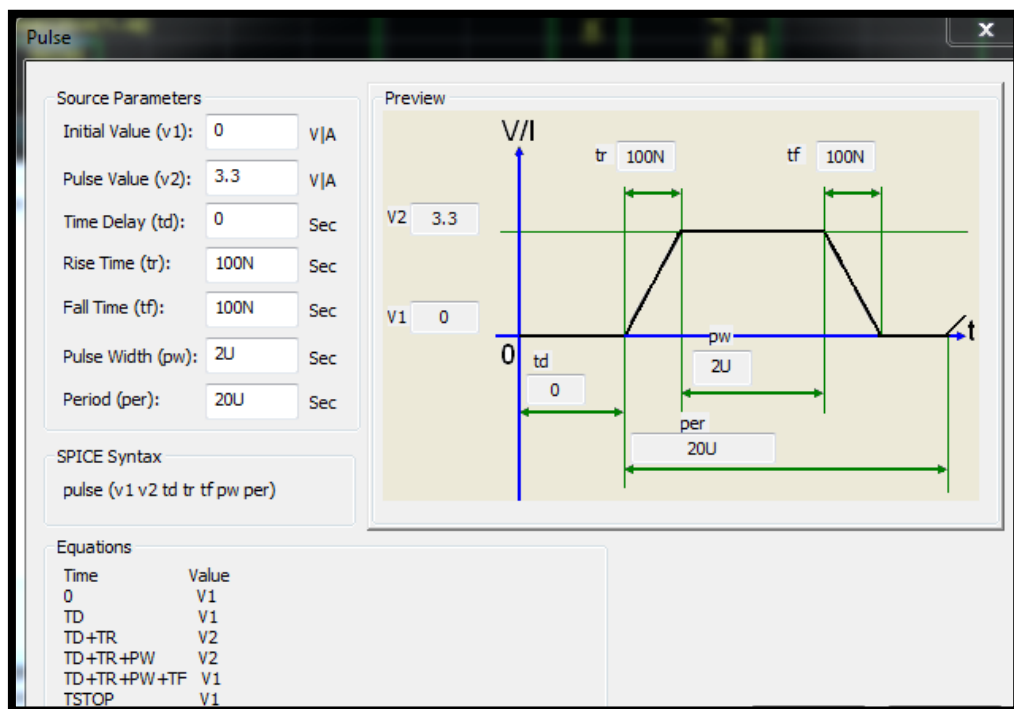 Pulse
x
Source Parameters
Initial Value (v1): 0 V|A
Pulse Value (v2): 3.3 V|A
Time Delay (td): 0 Sec
Rise Time (tr): 100N Sec
Fall Time (tf): 100N Sec
Pulse Width (pw): 2U Sec
Period (per): 20U Sec
SPICE Syntax
pulse (v1 v2 td tr tf pw per)
Preview
V/I
tr 100N tf 100N
V2 3.3
V1 0
t
0
pw
2U
td
0
per
20U
Equations
Time Value
0 V1
TD V1
TD+TR V2
TD+TR+PW V2
TD+TR+PW+TF V1
TSTOP V1